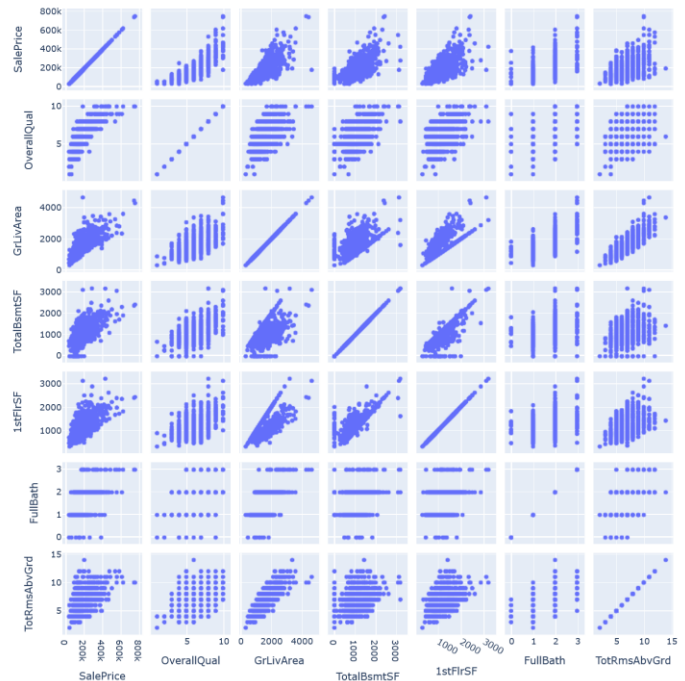 SalePrice
800k
600k
400k
200k
0
OverallQual
10
5
GrLivArea
4000
2000
0
TotalBsmtSF
3000
2000
1000
0
1stFlrSF
3000
2000
1000
FullBath
3
2
1
0
TotRmsAbvGrd
15
10
5
0 200k 400k 600k 800k
5 10
0 2000 4000
0 1000 2000 3000
1000 2000 3000
0 1 2 3
5 10 15
SalePrice
OverallQual
GrLivArea
TotalBsmtSF
1stFlrSF
FullBath
TotRmsAbvGrd